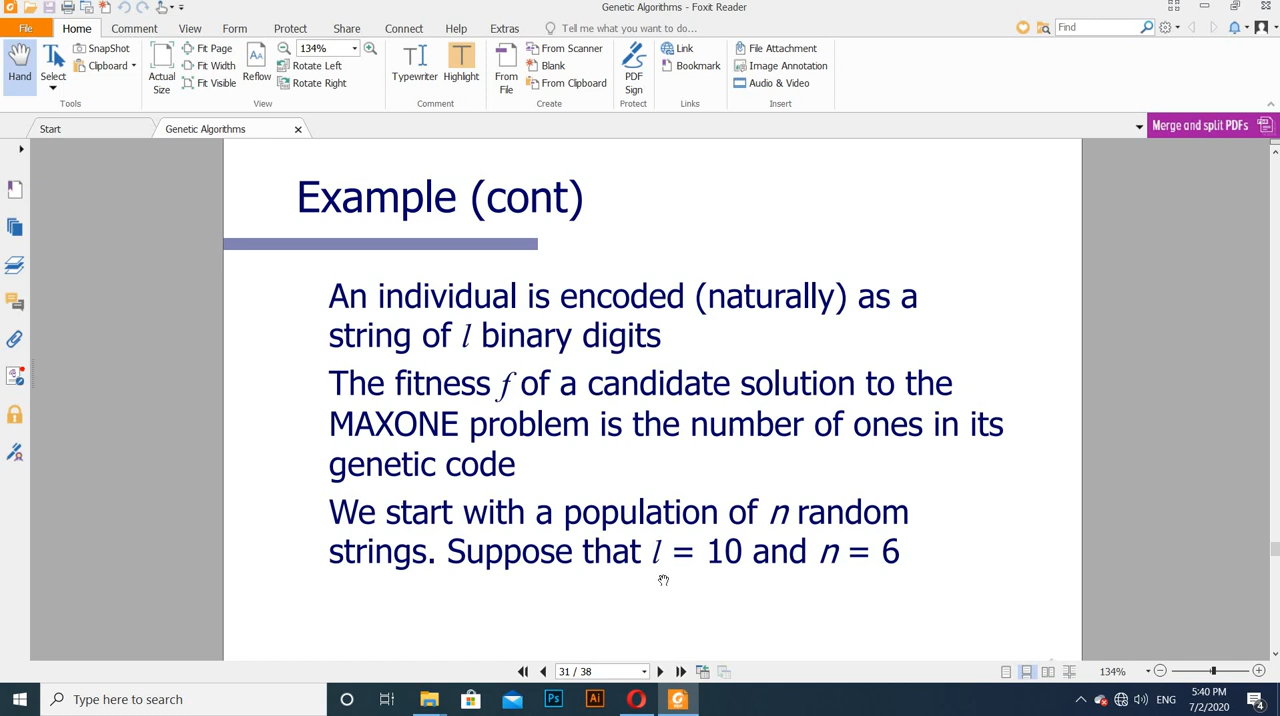 Genetic Algorithms - Foxit Reader
File Home Comment View Form Protect Share Connect Help Extras Tell me what you want to do... Find
Hand
Select
SnapShot
Clipboard
Tools
Actual Size
Fit Page
Fit Width
Fit Visible
Reflow
134%
Rotate Left
Rotate Right
View
Typewriter
Highlight
Comment
From File
From Scanner
Blank
From Clipboard
Create
PDF Sign
Protect
Link
Bookmark
Links
File Attachment
Image Annotation
Audio & Video
Insert
Start
Genetic Algorithms
Merge and split PDFs
Example (cont)
An individual is encoded (naturally) as a
string of l binary digits
The fitness f of a candidate solution to the
MAXONE problem is the number of ones in its
genetic code
We start with a population of n random
strings. Suppose that l = 10 and n = 6
31 / 38
134%
Type here to search
Ps
Ai
ENG
5:40 PM
7/2/2020
4